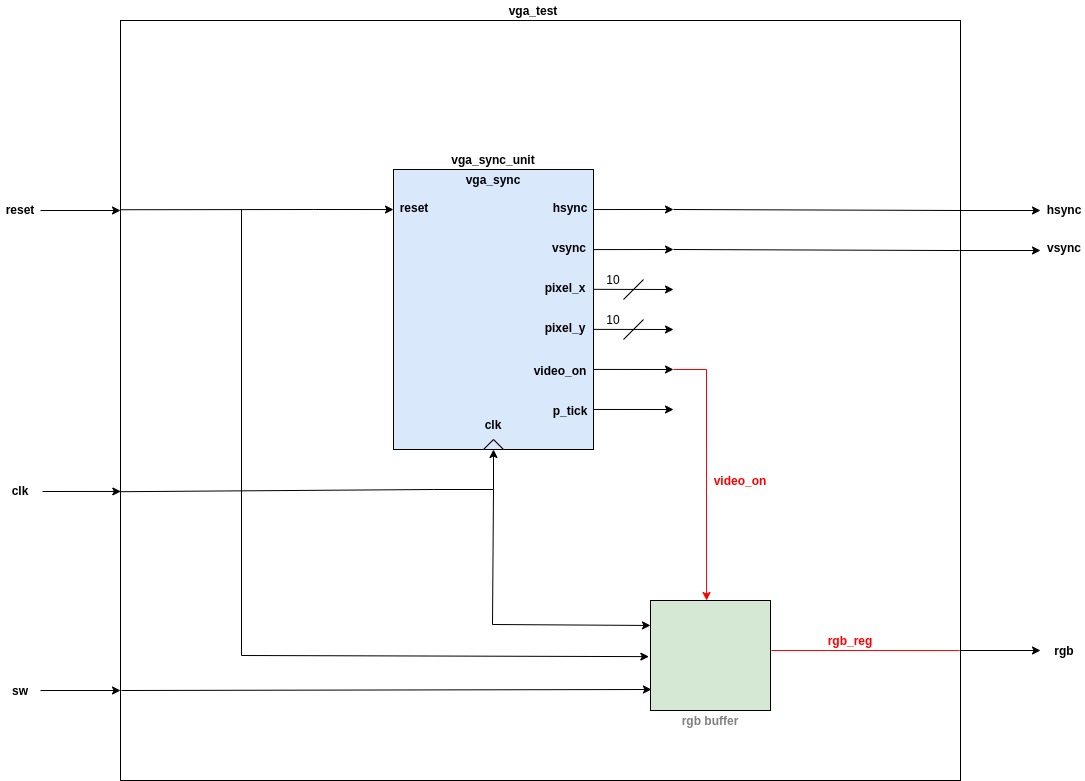 vga_test
vga_sync_unit
vga_sync
reset
reset
hsync
hsync
vsync
vsync
10
pixel_x
10
pixel_y
video_on
p_tick
clk
clk
video_on
rgb_reg
rgb
sw
rgb buffer